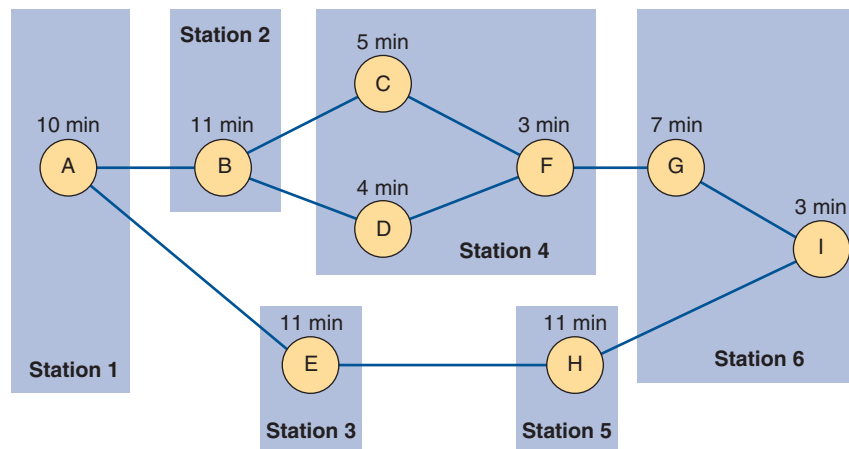 Station 2
5 min
C
10 min
11 min
3 min
7 min
A
B
F
G
4 min
D
3 min
I
Station 4
11 min
11 min
E
H
Station 1
Station 6
Station 3
Station 5